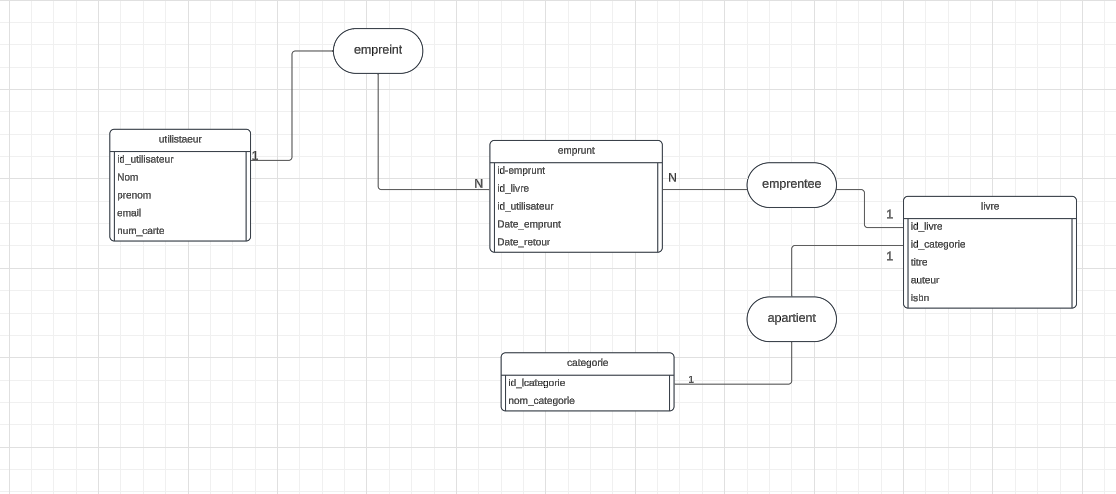 empreint
utilistaeur
id_utilisateur
Nom
prenom
email
num_carte
1
N
emprunt
id-emprunt
id_livre
id_utilisateur
Date_emprunt
Date_retour
N
emprentee
1
1
livre
id_livre
id_categorie
titre
auteur
isbn
apartient
categorie
id_lcategorie
nom_categorie
1